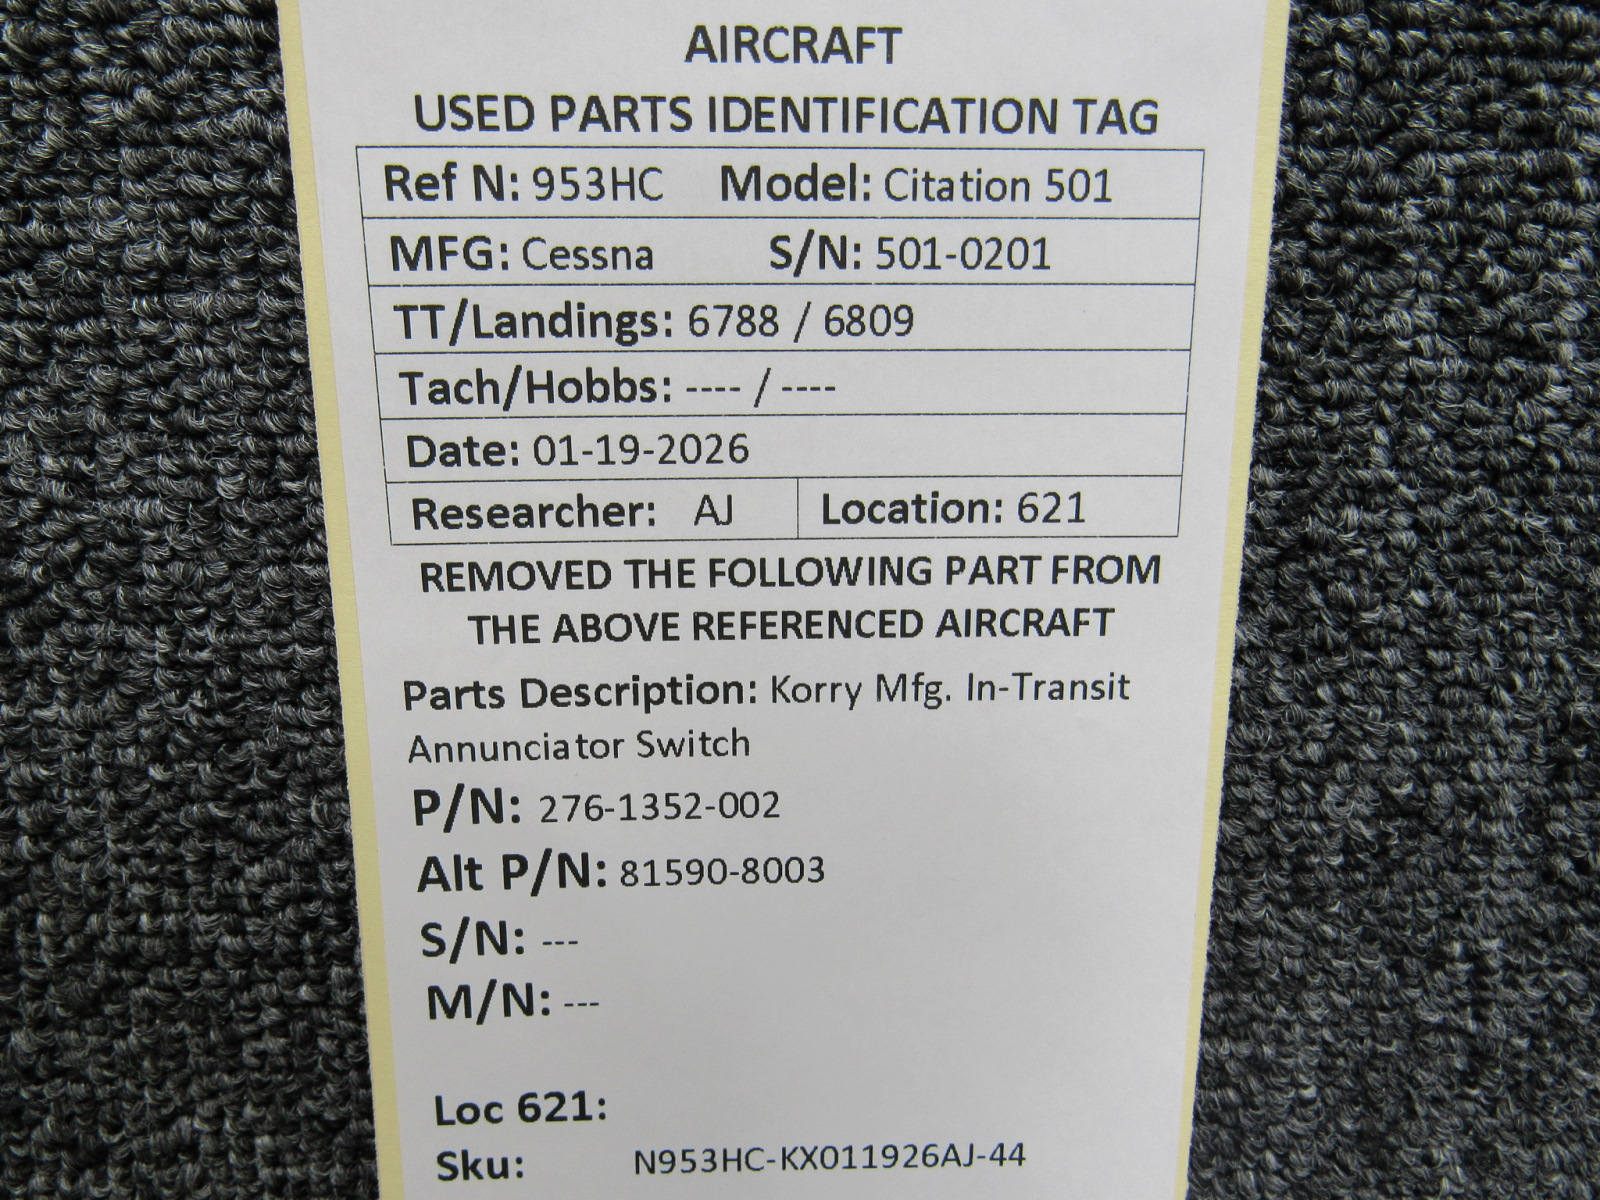 AIRCRAFT
USED PARTS IDENTIFICATION TAG
Ref N: 953HC Model: Citation 501
MFG: Cessna S/N: 501-0201
TT/Landings: 6788 / 6809
Tach/Hobbs: ---- / ----
Date: 01-19-2026
Researcher: AJ Location: 621
REMOVED THE FOLLOWING PART FROM
THE ABOVE REFERENCED AIRCRAFT
Parts Description: Korry Mfg. In-Transit
Annunciator Switch
P/N: 276-1352-002
Alt P/N: 81590-8003
S/N: ---
M/N: ---
Loc 621:
Sku: N953HC-KX011926AJ-44